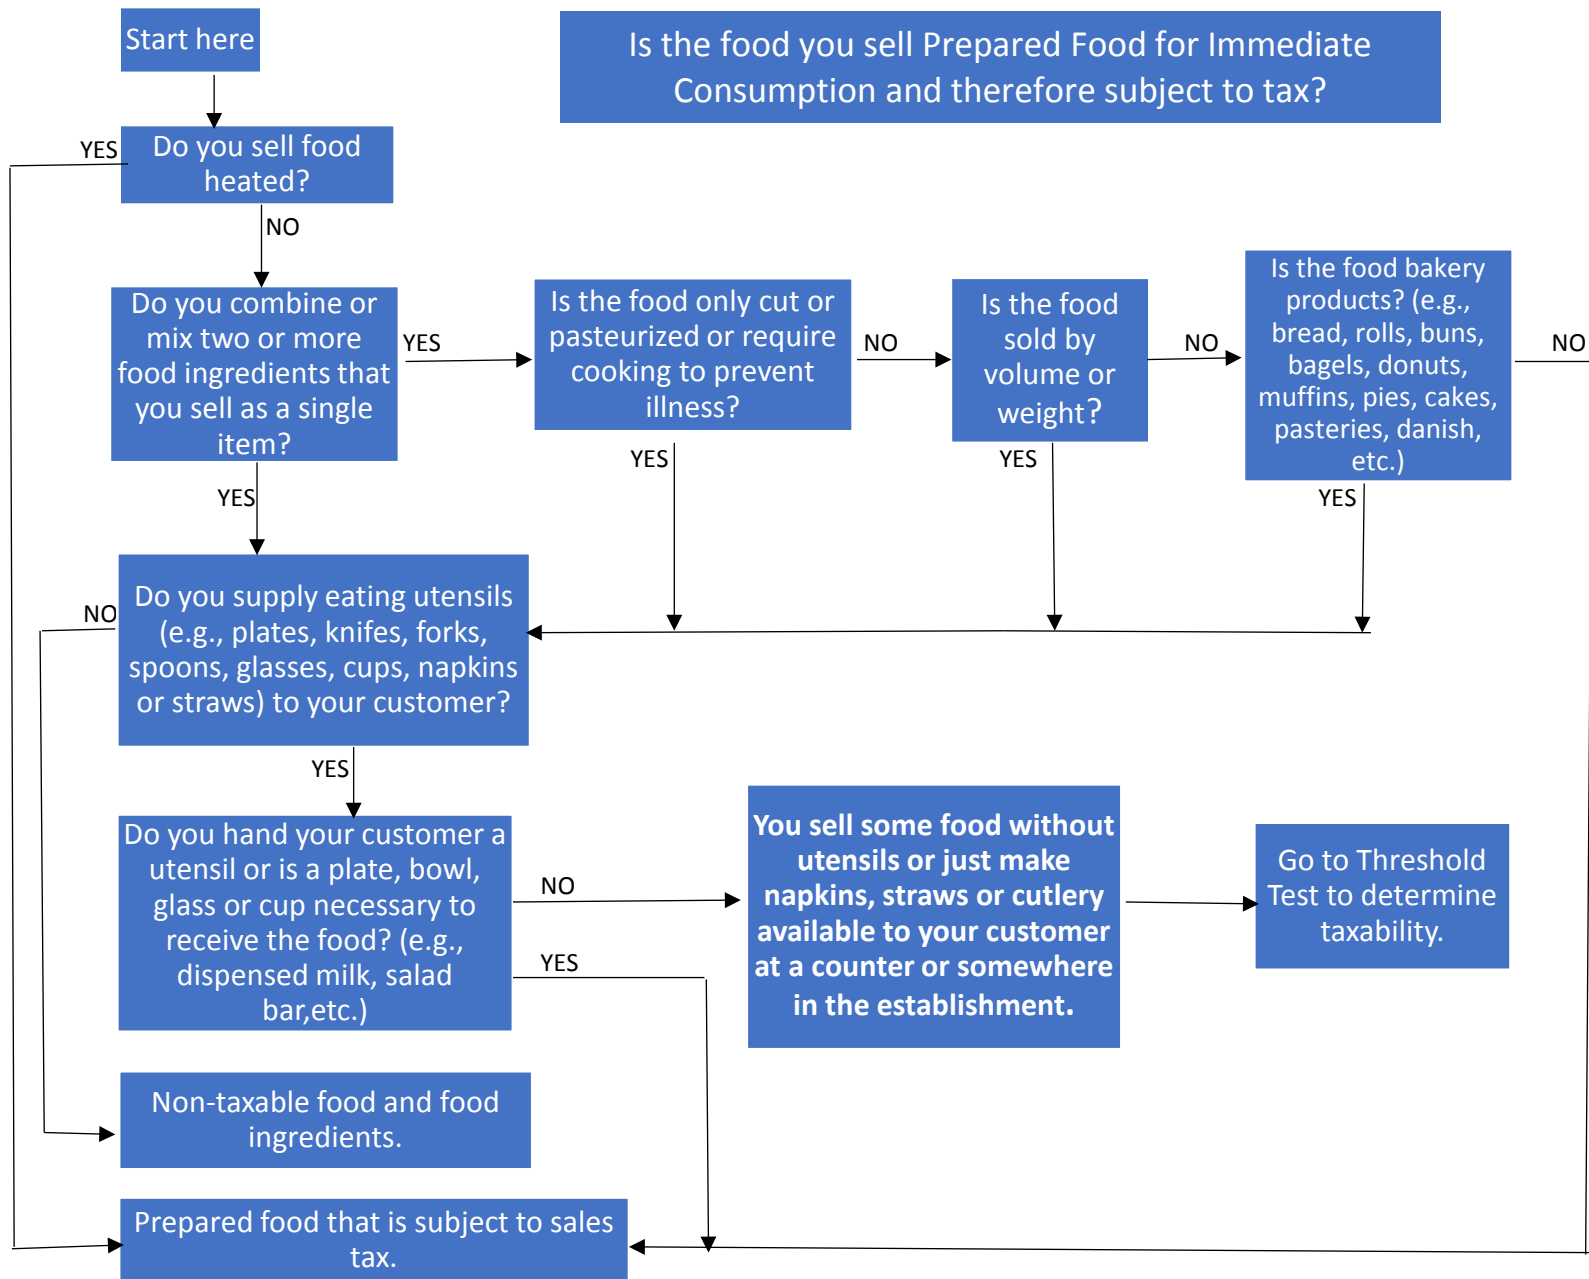 Start here
Is the food you sell Prepared Food for Immediate
Consumption and therefore subject to tax?
YES
Do you sell food
heated?
NO
Do you combine or
mix two or more
food ingredients that
you sell as a single
item?
YES
Is the food only cut or
pasteurized or require
cooking to prevent
illness?
NO
Is the food
sold by
volume or
weight?
NO
Is the food bakery
products? (e.g.,
bread, rolls, buns,
bagels, donuts,
muffins, pies, cakes,
pasteries, danish,
etc.)
NO
YES
YES
YES
YES
NO
Do you supply eating utensils
(e.g., plates, knifes, forks,
spoons, glasses, cups, napkins
or straws) to your customer?
YES
Do you hand your customer a
utensil or is a plate, bowl,
glass or cup necessary to
receive the food? (e.g.,
dispensed milk, salad
bar,etc.)
NO
YES
You sell some food without
utensils or just make
napkins, straws or cutlery
available to your customer
at a counter or somewhere
in the establishment.
Go to Threshold
Test to determine
taxability.
Non-taxable food and food
ingredients.
Prepared food that is subject to sales
tax.